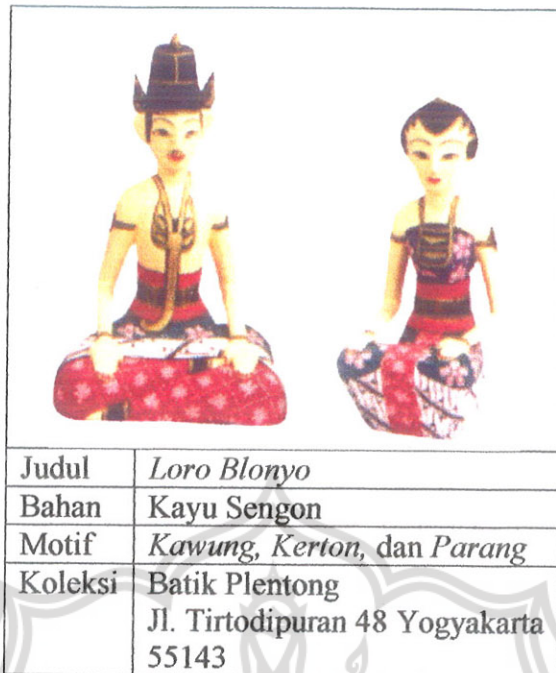 Judul Loro Blonyo
Bahan Kayu Sengon
Motif Kawung, Kerton, dan Parang
Koleksi Batik Plentong
Jl. Tirtodipuran 48 Yogyakarta
55143